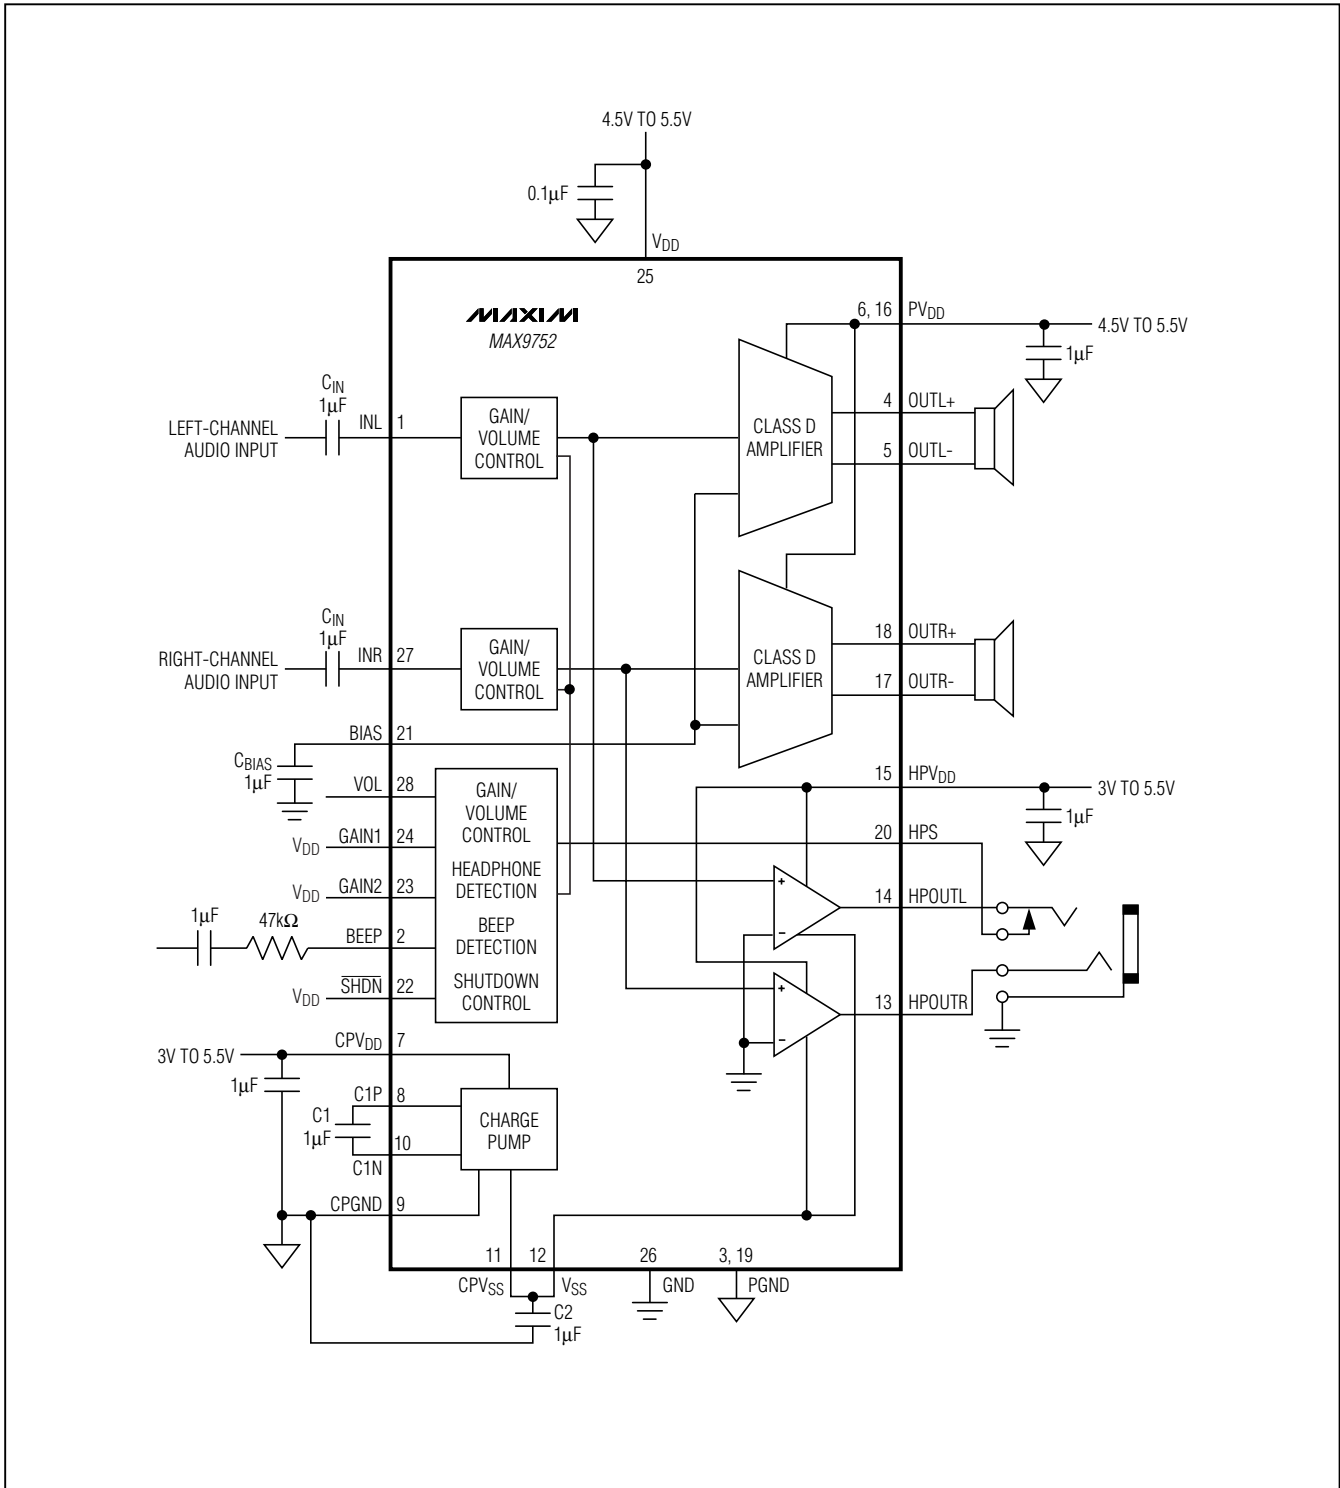 4.5V TO 5.5V
0.1µF
VDD
25
MAXIM
MAX9752
6, 16
PVDD
4.5V TO 5.5V
1µF
CIN
1µF
LEFT-CHANNEL
AUDIO INPUT
INL
1
GAIN/
VOLUME
CONTROL
CLASS D
AMPLIFIER
4
OUTL+
5
OUTL-
CIN
1µF
RIGHT-CHANNEL
AUDIO INPUT
INR
27
GAIN/
VOLUME
CONTROL
CLASS D
AMPLIFIER
18
OUTR+
17
OUTR-
BIAS
21
CBIAS
1µF
VOL
28
VDD
GAIN1
24
VDD
GAIN2
23
1µF
47kΩ
BEEP
2
VDD
SHDN
22
GAIN/
VOLUME
CONTROL
HEADPHONE
DETECTION
BEEP
DETECTION
SHUTDOWN
CONTROL
15
HPVDD
3V TO 5.5V
1µF
20
HPS
+
−
14
HPOUTL
+
−
13
HPOUTR
3V TO 5.5V
CPVDD
7
1µF
C1P
8
C1
1µF
10
C1N
CHARGE
PUMP
CPGND
9
11
12
26
3, 19
CPVSS
VSS
GND
PGND
C2
1µF